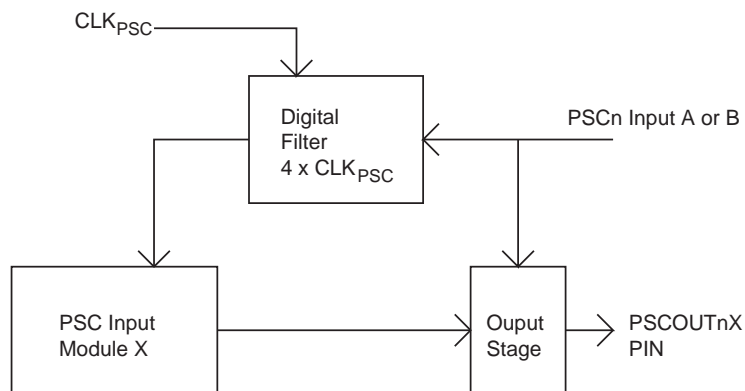 CLKPSC
Digital
Filter
4 x CLKPSC
PSCn Input A or B
PSC Input
Module X
Ouput
Stage
PSCOUTnX
PIN